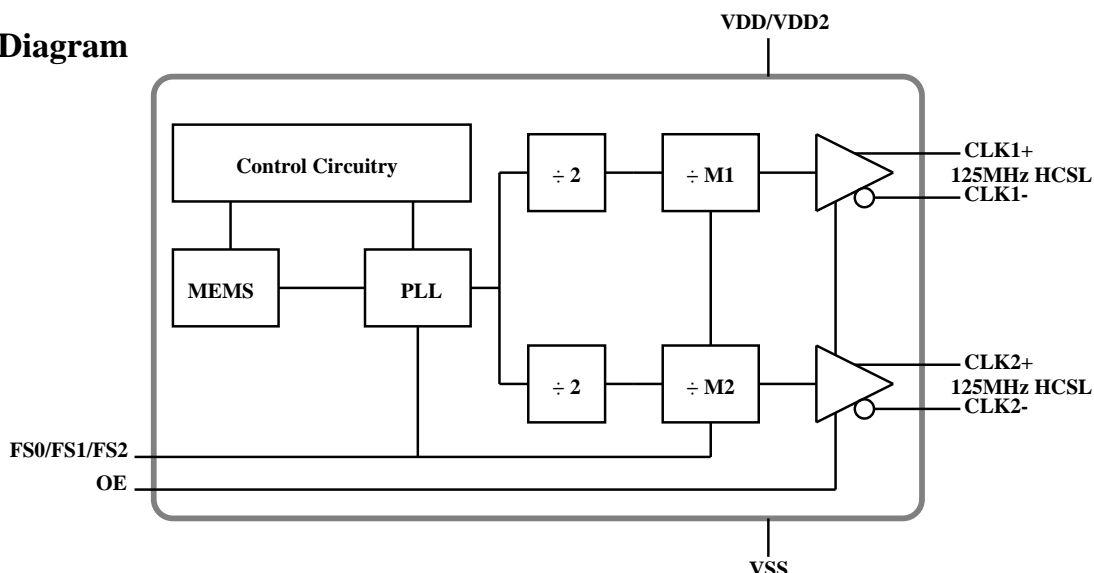 Diagram
VDD/VDD2
Control Circuitry
÷ 2
÷ M1
CLK1+
125MHz HCSL
CLK1-
MEMS
PLL
÷ 2
÷ M2
CLK2+
125MHz HCSL
CLK2-
FS0/FS1/FS2
OE
VSS